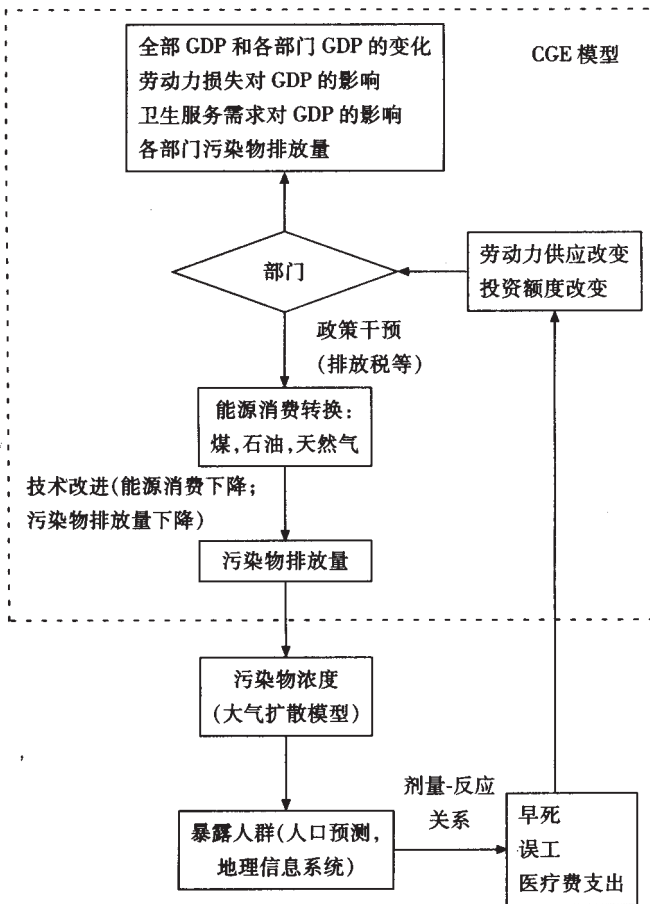 全部 GDP 和各部门 GDP 的变化
劳动力损失对 GDP 的影响
卫生服务需求对 GDP 的影响
各部门污染物排放量
CGE 模型
部门
劳动力供应改变
投资额度改变
政策干预
(排放税等)
能源消费转换:
煤,石油,天然气
技术改进(能源消费下降;
污染物排放量下降)
污染物排放量
污染物浓度
(大气扩散模型)
剂量-反应
关系
暴露人群(人口预测,
地理信息系统)
早死
误工
医疗费支出